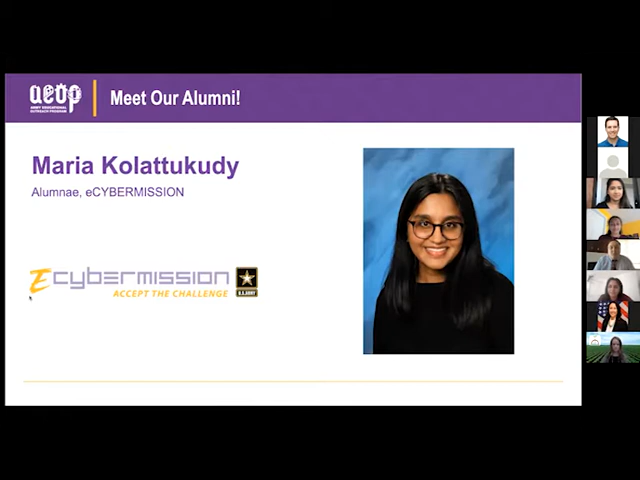 aeop
ARMY EDUCATIONAL
OUTREACH PROGRAM
Meet Our Alumni!
Maria Kolattukudy
Alumnae, eCYBERMISSION
Ecybermission
ACCEPT THE CHALLENGE
U.S.ARMY